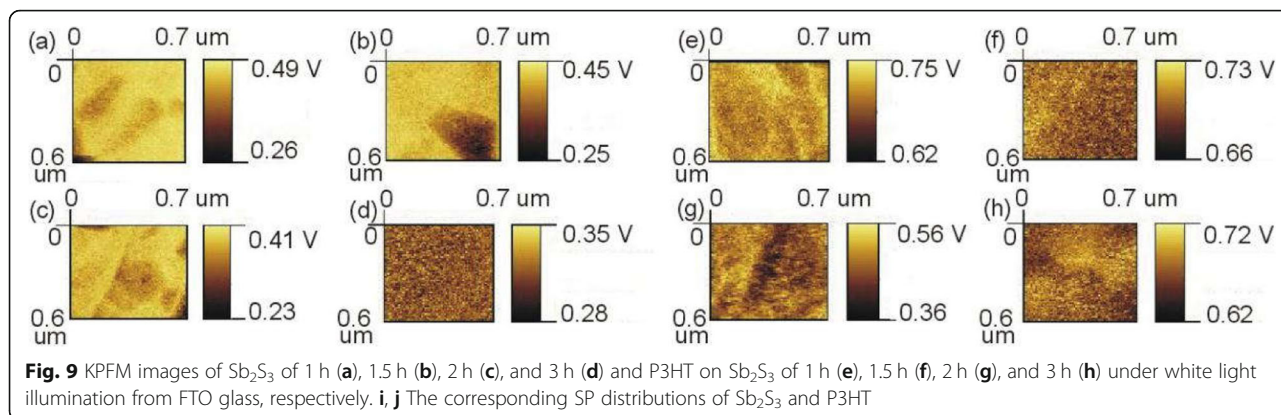 (a) 0 0.7 um (b) 0 0.7 um (e) 0 0.7 um (f) 0 0.7 um
0 0.49 V 0 0.45 V 0 0.75 V 0 0.73 V
0.6 um 0.26 0.6 um 0.25 0.6 um 0.62 0.6 um 0.66
(c) 0 0.7 um (d) 0 0.7 um (g) 0 0.7 um (h) 0 0.7 um
0 0.41 V 0 0.35 V 0 0.56 V 0 0.72 V
0.6 um 0.23 0.6 um 0.28 0.6 um 0.36 0.6 um 0.62
Fig. 9 KPFM images of Sb₂S₃ of 1 h (a), 1.5 h (b), 2 h (c), and 3 h (d) and P3HT on Sb₂S₃ of 1 h (e), 1.5 h (f), 2 h (g), and 3 h (h) under white light
illumination from FTO glass, respectively. i, j The corresponding SP distributions of Sb₂S₃ and P3HT